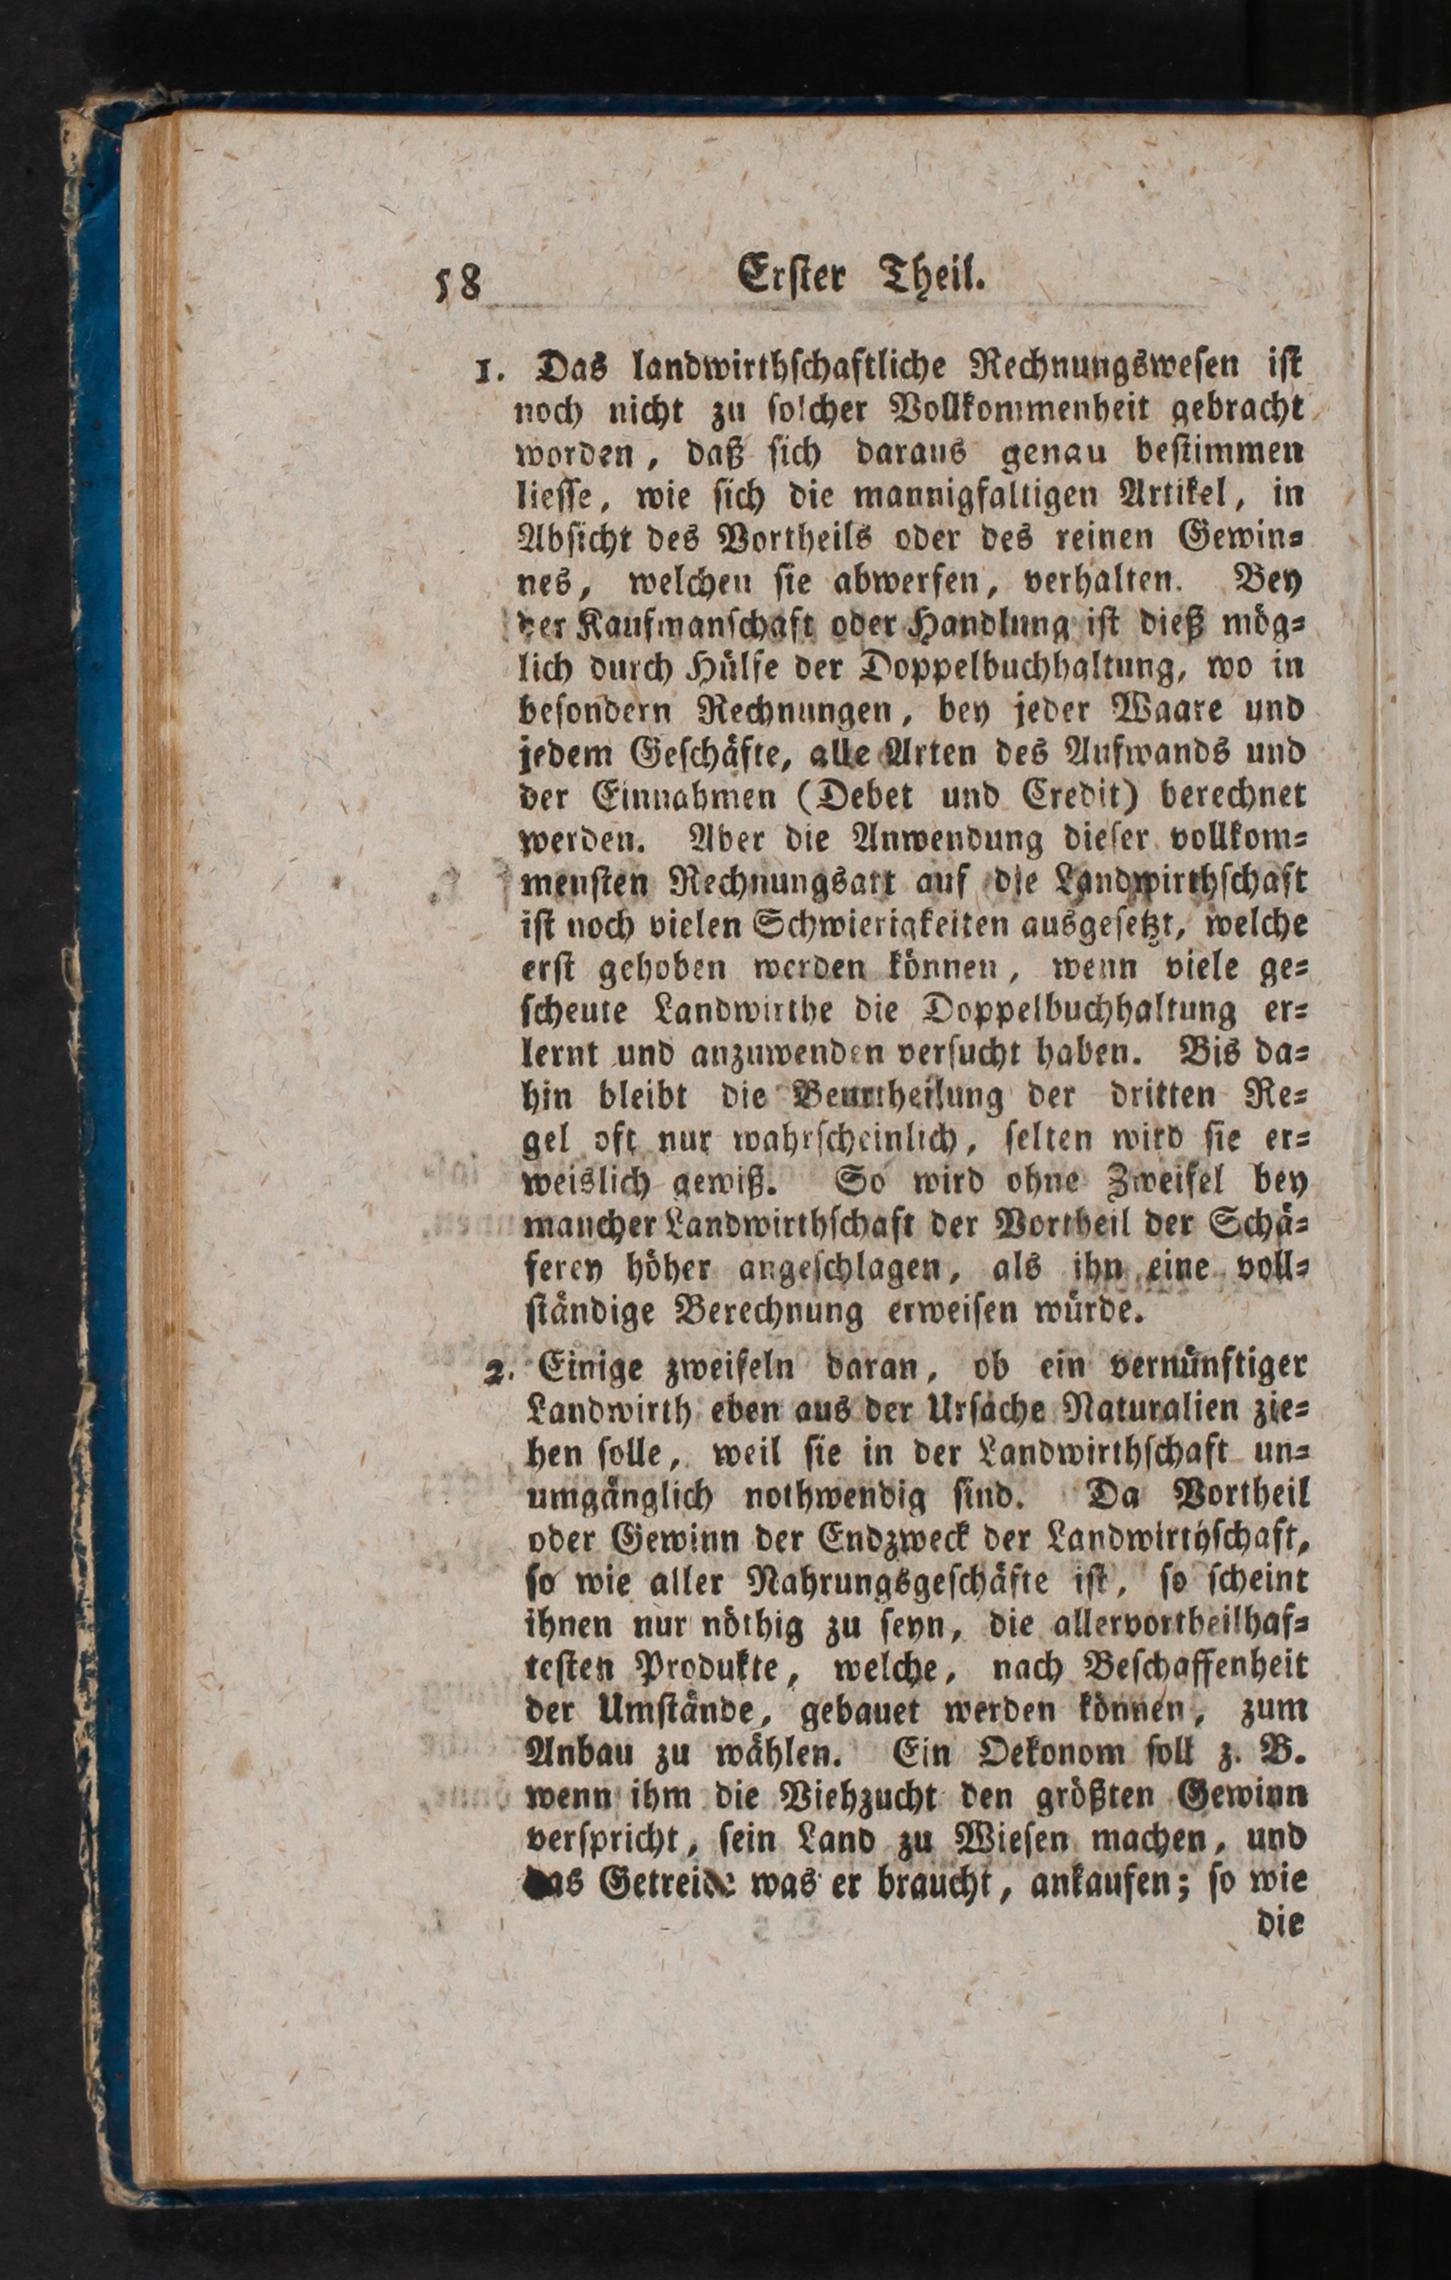 58 Erster Theil.
1. Das landwirthschaftliche Rechnungswesen ist
noch nicht zu solcher Vollkommenheit gebracht
worden, daß sich daraus genau bestimmen
liesse, wie sich die mannigfaltigen Artikel, in
Absicht des Vortheils oder des reinen Gewin⸗
nes, welchen sie abwerfen, verhalten. Bey
der Kaufmanschaft oder Handlung ist dieß mög⸗
lich durch Hülfe der Doppelbuchhaltung, wo in
besondern Rechnungen, bey jeder Waare und
jedem Geschäfte, alle Arten des Aufwands und
der Einnahmen (Debet und Credit) berechnet
werden. Aber die Anwendung dieser vollkom⸗
mensten Rechnungsart auf die Landwirthschaft
ist noch vielen Schwierigkeiten ausgesetzt, welche
erst gehoben werden können, wenn viele ge⸗
scheute Landwirthe die Doppelbuchhaltung er⸗
lernt und anzuwenden versucht haben. Bis da⸗
hin bleibt die Beurtheilung der dritten Re⸗
gel oft nur wahrscheinlich, selten wird sie er⸗
weislich gewiß. So wird ohne Zweifel bey
mancher Landwirthschaft der Vortheil der Schä⸗
ferey höher angeschlagen, als ihn eine voll⸗
ständige Berechnung erweisen würde.
2. Einige zweifeln daran, ob ein vernünftiger
Landwirth eben aus der Ursache Naturalien zie⸗
hen solle, weil sie in der Landwirthschaft un⸗
umgänglich nothwendig sind. Da Vortheil
oder Gewinn der Endzweck der Landwirthschaft,
so wie aller Nahrungsgeschäfte ist, so scheint
ihnen nur nöthig zu seyn, die allervortheilhaf⸗
testen Produkte, welche, nach Beschaffenheit
der Umstände, gebauet werden können, zum
Anbau zu wählen. Ein Oekonom soll z. B.
wenn ihm die Viehzucht den größten Gewinn
verspricht, sein Land zu Wiesen machen, und
das Getreide was er braucht, ankaufen; so wie
die